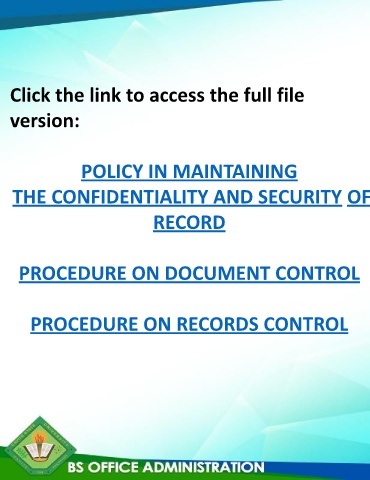 Click the link to access the full file
version:
POLICY IN MAINTAINING
THE CONFIDENTIALITY AND SECURITY OF
RECORD
PROCEDURE ON DOCUMENT CONTROL
PROCEDURE ON RECORDS CONTROL
BS OFFICE ADMINISTRATION